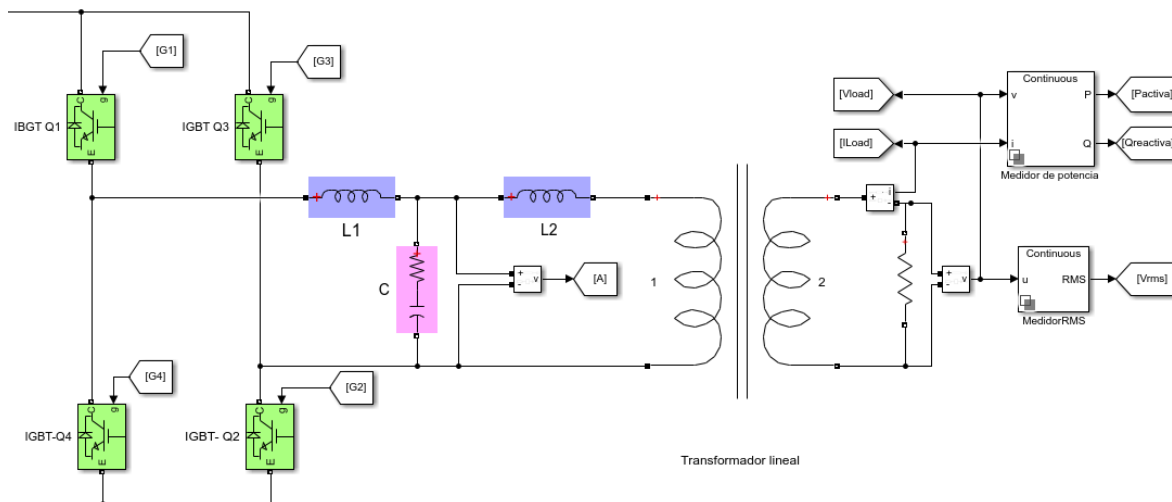 [G1]
[G3]
C
g
E
IBGT Q1
C
g
E
IGBT Q3
[Vload]
[ILoad]
Continuous
v
P
i
Q
Medidor de potencia
[Pactiva]
[Qreactiva]
+
L1
+
L2
+
C
+
-
v
[A]
1
2
+
+
i
-
+
+
-
v
Continuous
u
RMS
MedidorRMS
[Vrms]
[G4]
[G2]
C
g
E
IGBT-Q4
C
g
E
IGBT- Q2
+
Transformador lineal